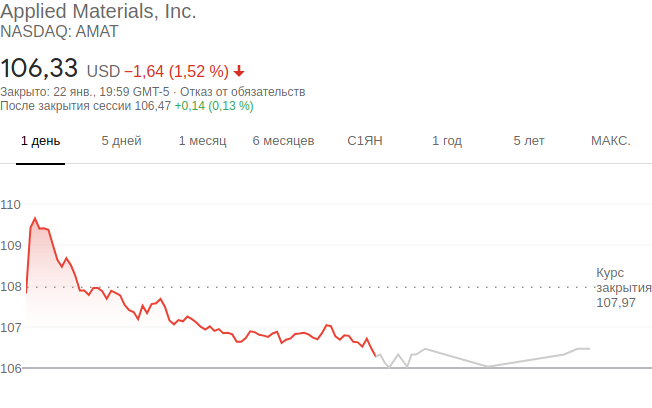 Applied Materials, Inc.
NASDAQ: AMAT
106,33 USD −1,64 (1,52 %)
Закрыто: 22 янв., 19:59 GMT-5 · Отказ от обязательств
После закрытия сессии 106,47 +0,14 (0,13 %)
1 день 5 дней 1 месяц 6 месяцев С1ЯН 1 год 5 лет МАКС.
110
109
108
107
106
Курс
закрытия
107,97